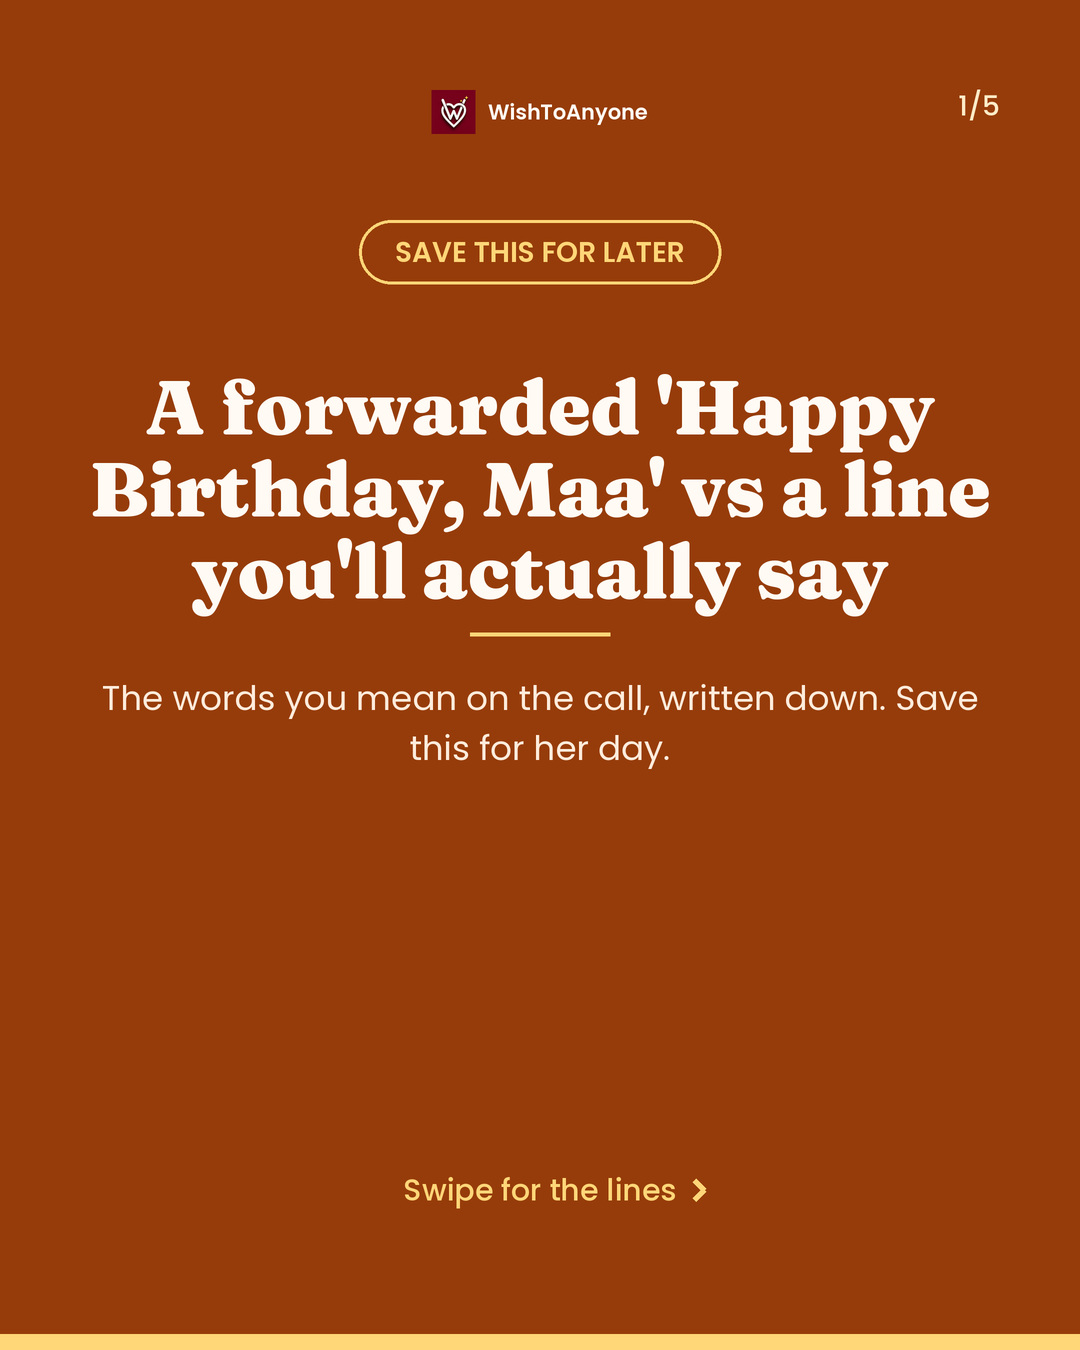 WishToAnyone
1/5
SAVE THIS FOR LATER
A forwarded 'Happy
Birthday, Maa' vs a line
you'll actually say
The words you mean on the call, written down. Save
this for her day.
Swipe for the lines